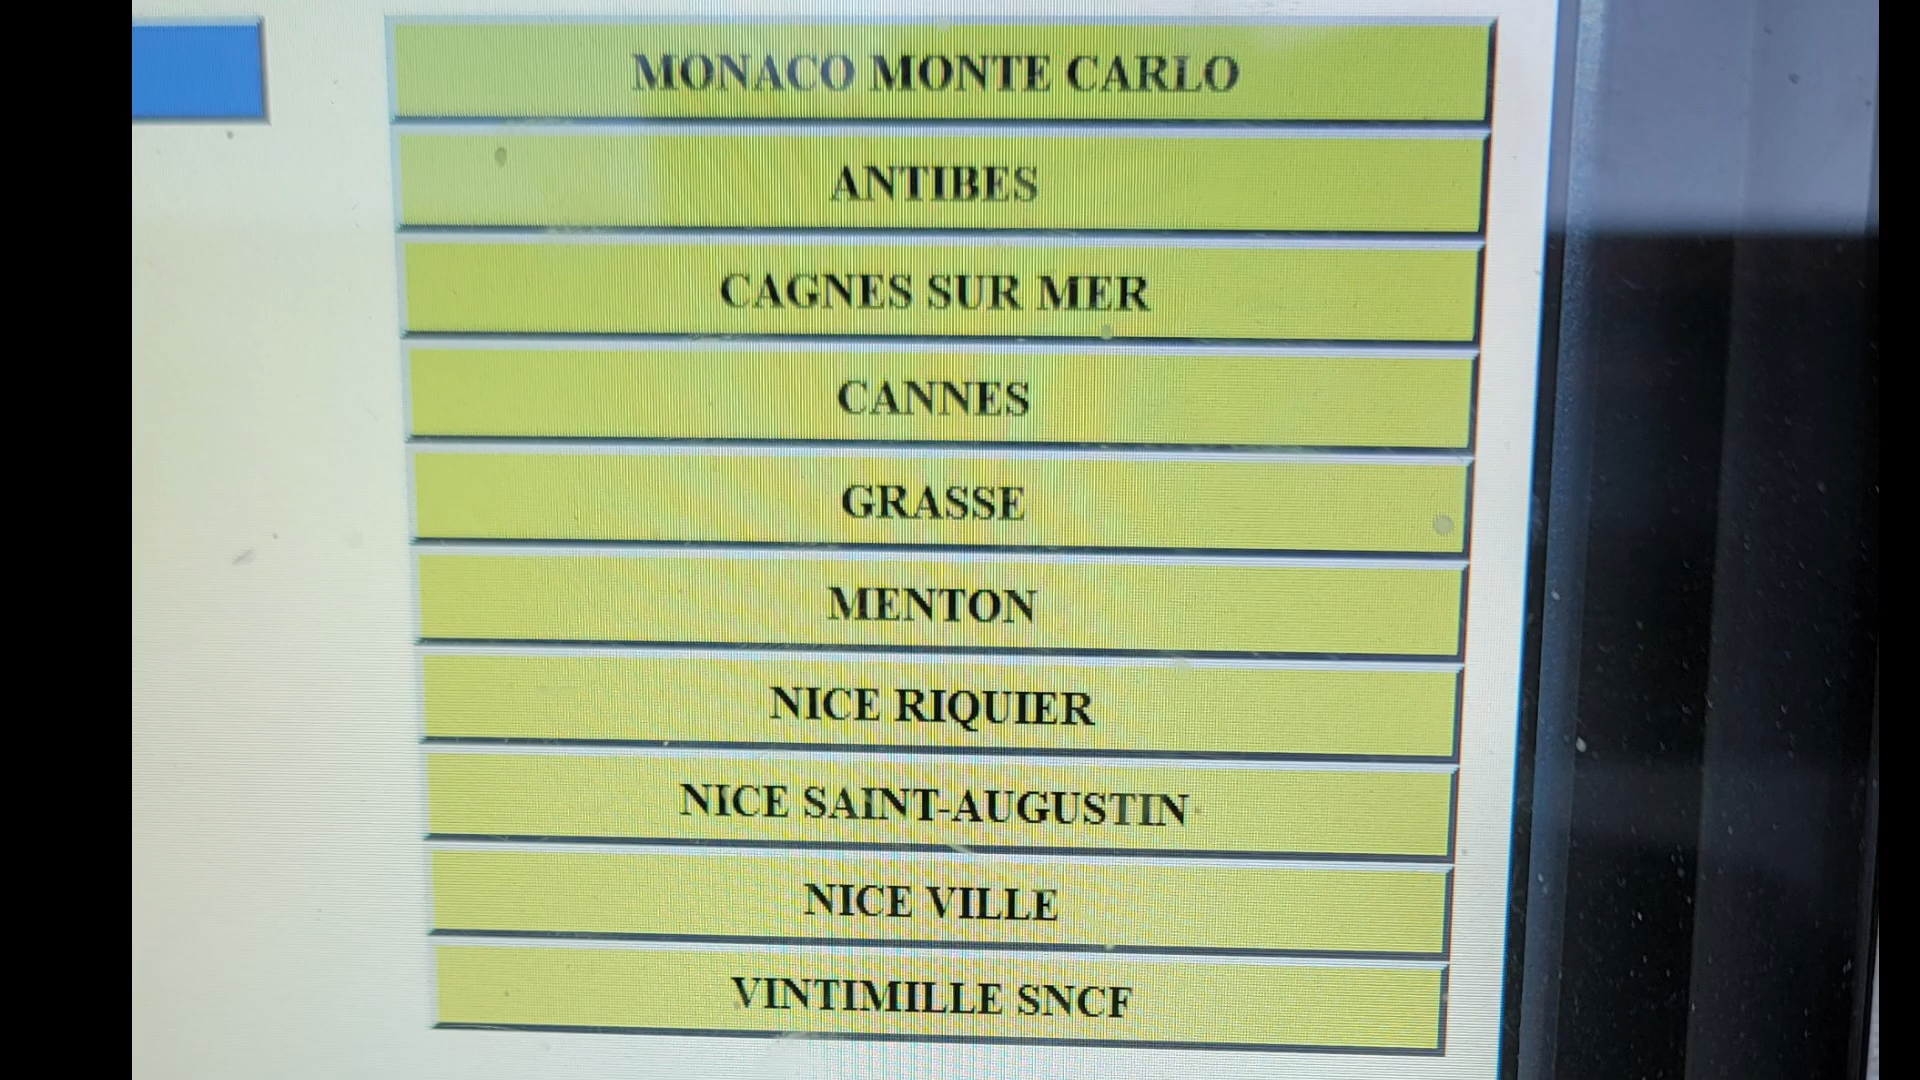 MONACO MONTE CARLO
ANTIBES
CAGNES SUR MER
CANNES
GRASSE
MENTON
NICE RIQUIER
NICE SAINT-AUGUSTIN
NICE VILLE
VINTIMILLE SNCF